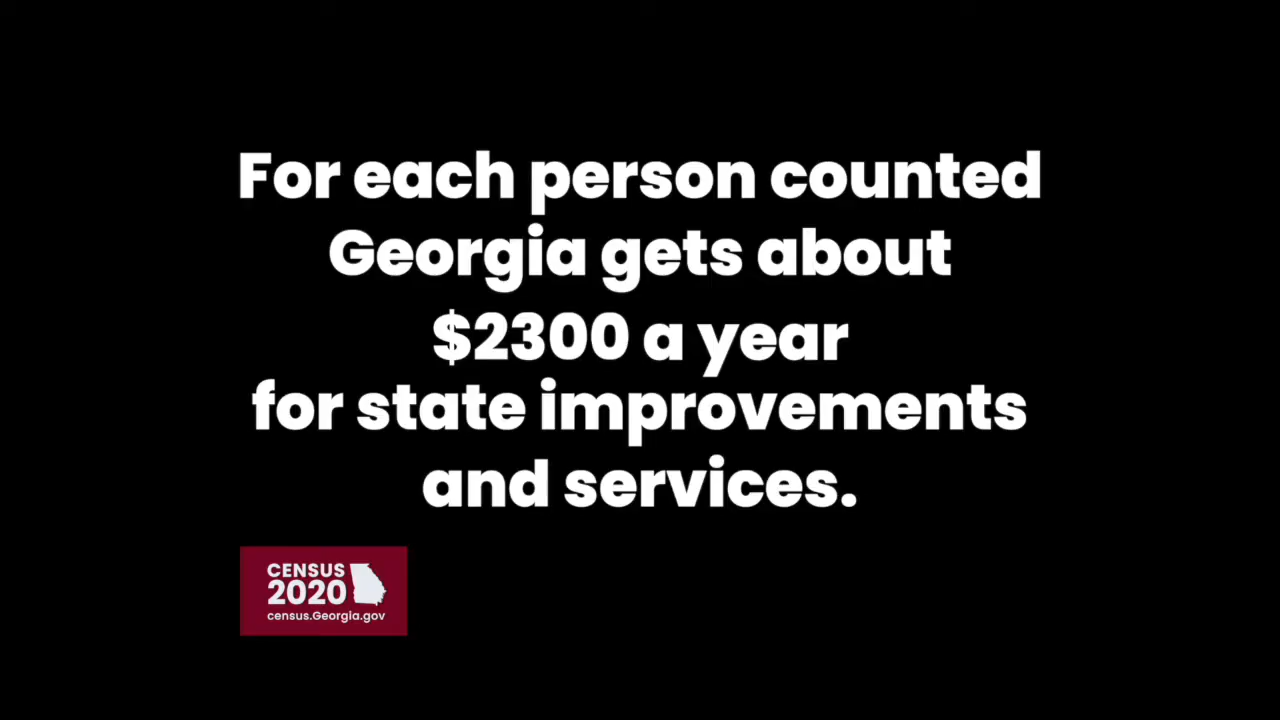 For each person counted
Georgia gets about
$2300 a year
for state improvements
and services.
CENSUS
2020
census.Georgia.gov